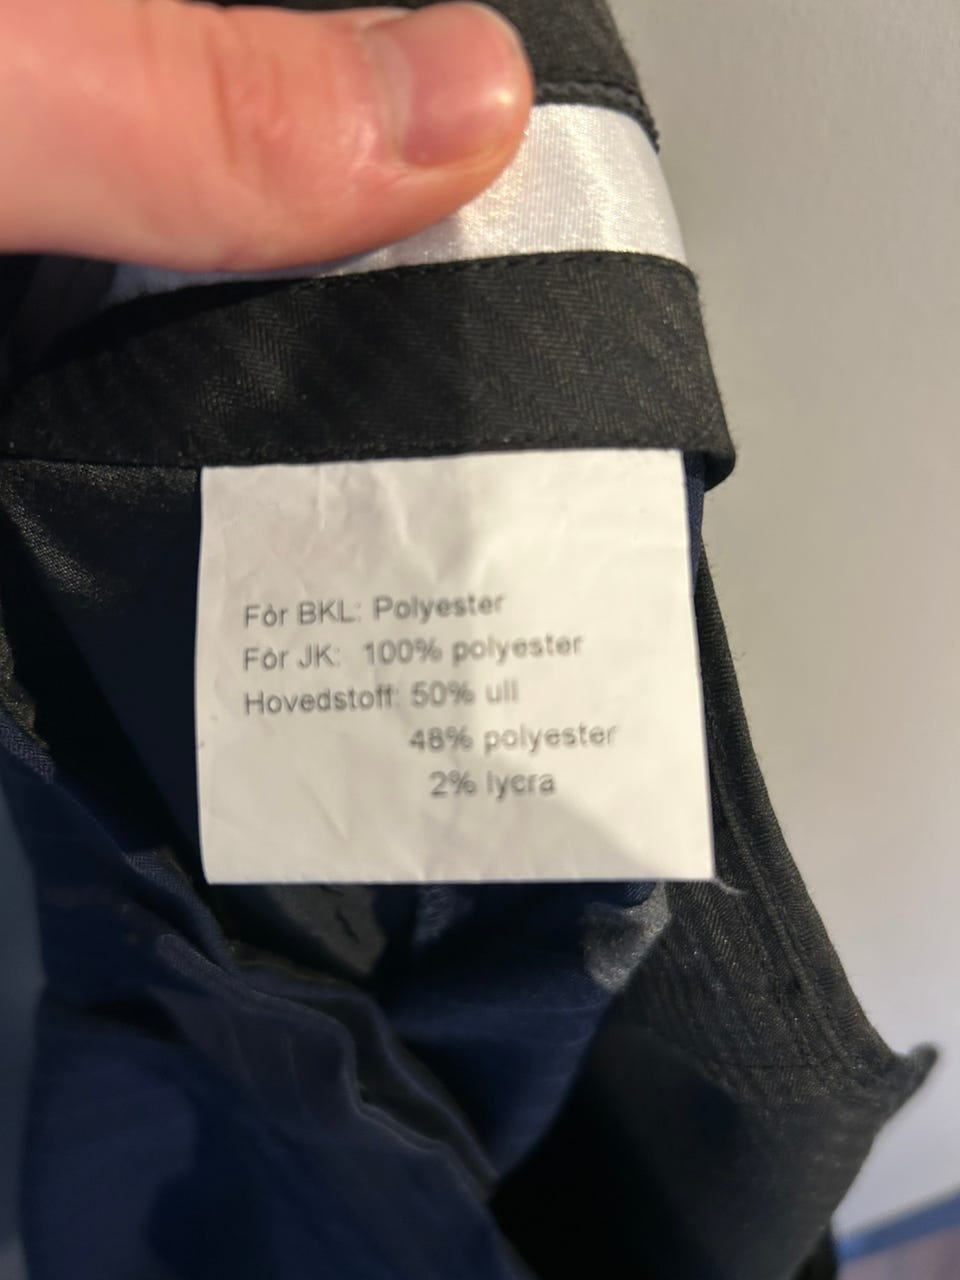 Fòr BKL: Polyester
Fòr JK: 100% polyester
Hovedstoff: 50% ull
48% polyester
2% lycra